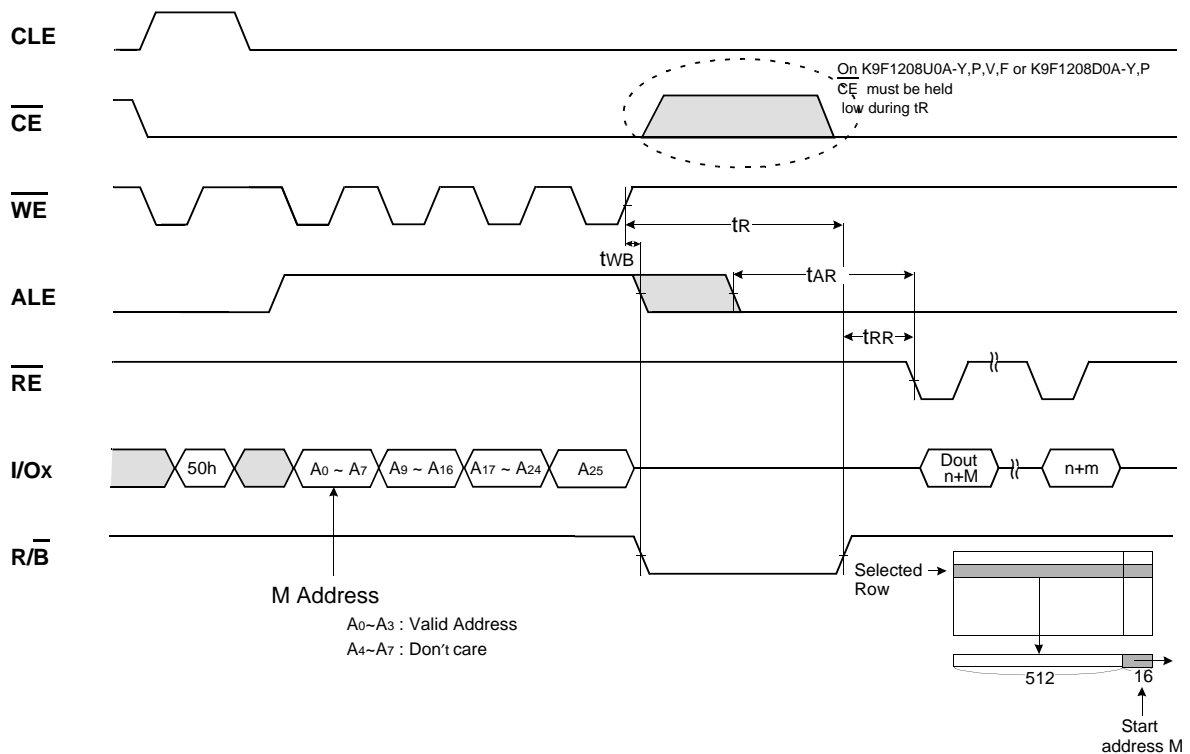 CLE
On K9F1208U0A-Y,P,V,F or K9F1208D0A-Y,P
CE must be held
low during tR
CE
WE
tR
tWB
tAR
ALE
tRR
RE
I/Ox
50h
A0 ~ A7
A9 ~ A16
A17 ~ A24
A25
Dout
n+M
n+m
R/B
M Address
A0~A3 : Valid Address
A4~A7 : Don't care
Selected
Row
512
16
Start
address M